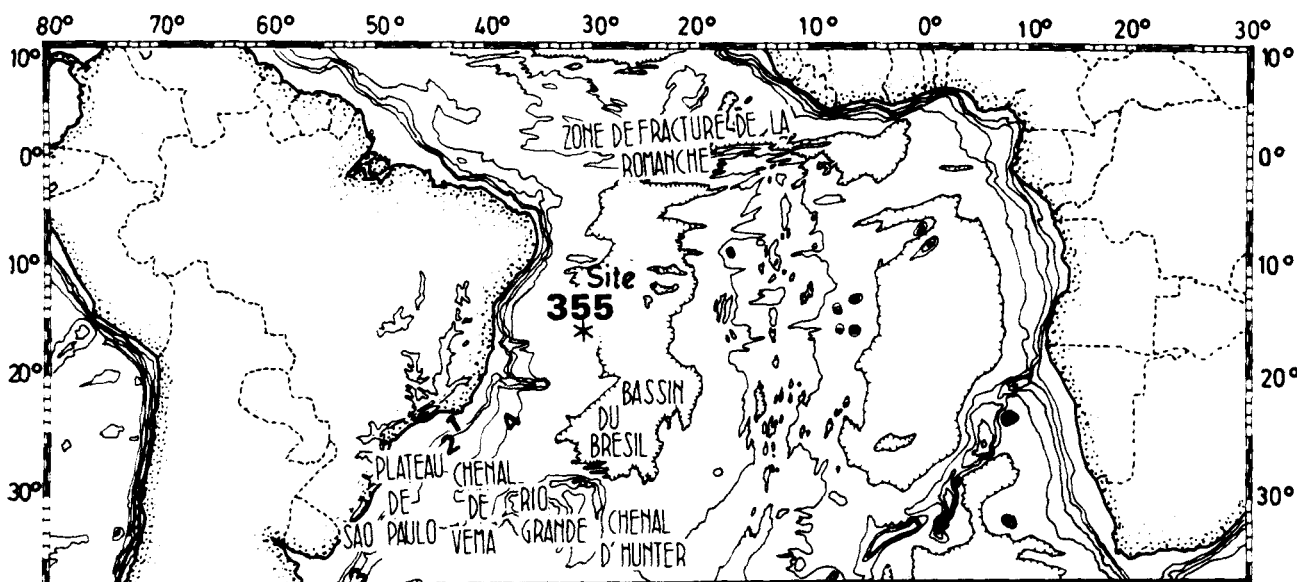 80° 70° 60° 50° 40° 30° 20° 10° 0° 10° 20° 30°
10° 10°
ZONE DE FRACTURE DE LA
ROMANCHE
0° 0°
10° 10°
Site
355
20° 20°
BASSIN
DU
BRESIL
2 4
PLATEAU
DE
SAO PAULO
CHENAL
DE
VEMA
RIO
GRANDE
CHENAL
D'HUNTER
30° 30°